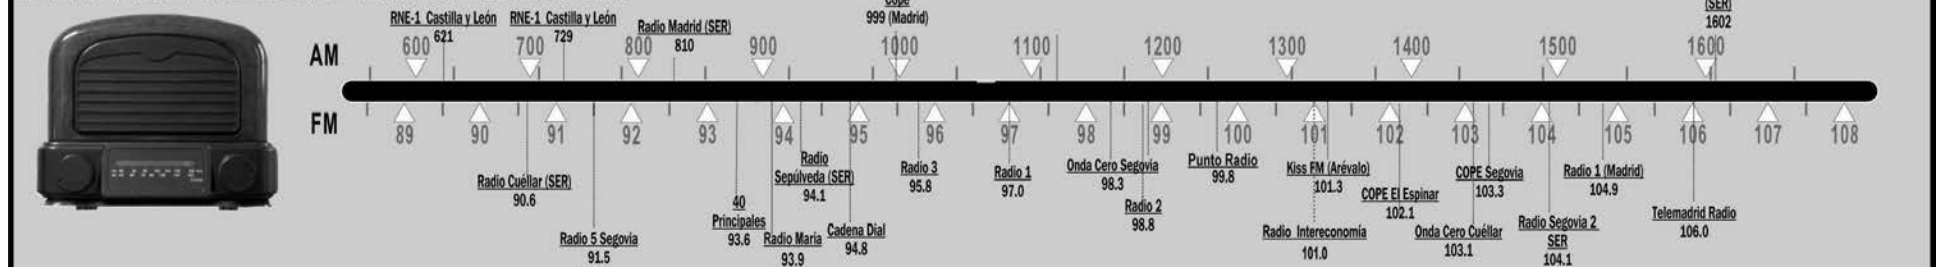 Cope
999 (Madrid)
(SER)
1602
RNE-1 Castilla y León
621
RNE-1 Castilla y León
729
Radio Madrid (SER)
810
AM
600 700 800 900 1000 1100 1200 1300 1400 1500 1600
FM
89 90 91 92 93 94 95 96 97 98 99 100 101 102 103 104 105 106 107 108
Radio Cuéllar (SER)
90.6
Radio 5 Segovia
91.5
40
Principales
93.6
Radio María
93.9
Radio
Sepúlveda (SER)
94.1
Cadena Dial
94.8
Radio 3
95.8
Radio 1
97.0
Onda Cero Segovia
98.3
Radio 2
98.8
Punto Radio
99.8
Radio Intereconomía
101.0
Kiss FM (Arévalo)
101.3
COPE El Espinar
102.1
Onda Cero Cuéllar
103.1
COPE Segovia
103.3
Radio Segovia 2
SER
104.1
Radio 1 (Madrid)
104.9
Telemadrid Radio
106.0